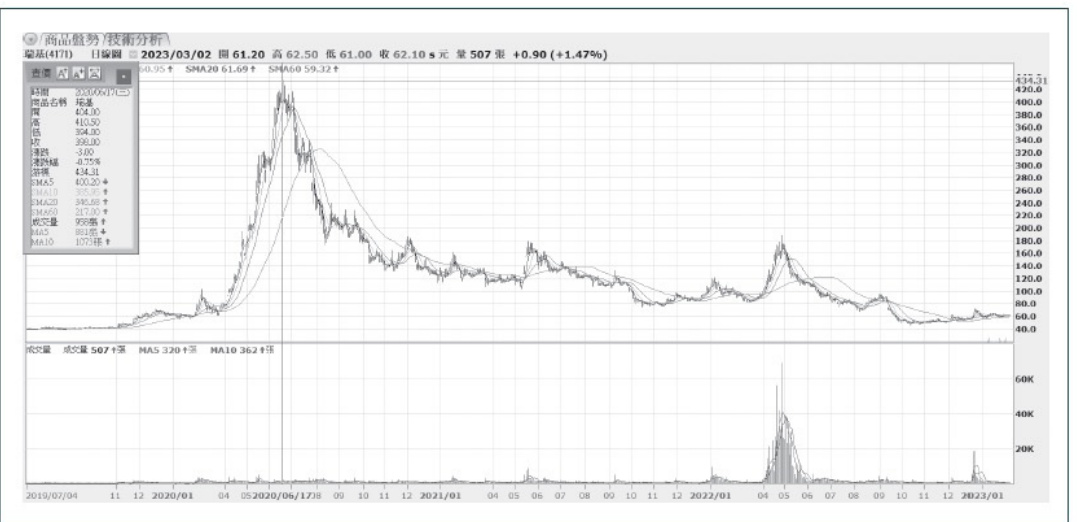 商品盤勢/技術分析
瑞基(4171) 日線圖 2023/03/02 開 61.20 高 62.50 低 61.00 收 62.10 s 元 量 507 張 +0.90 (+1.47%)
60.95↑ SMA20 61.69↑ SMA60 59.32↑
查價
時間 2020/06/17(三)
商品名稱 瑞基
開 404.00
高 410.50
低 394.00
收 398.00
漲跌 -3.00
漲跌幅 -0.75%
游標 434.31
SMA5 400.20↓
SMA10 385.95↑
SMA20 346.68↑
SMA60 217.00↑
成交量 958張↑
MA5 881張↓
MA10 1073張↑
434.31
420.0
400.0
380.0
360.0
340.0
320.0
300.0
280.0
260.0
240.0
220.0
200.0
180.0
160.0
140.0
120.0
100.0
80.0
60.0
40.0
成交量 成交量 507↑張 MA5 320↑張 MA10 362↑張
60K
40K
20K
2019/07/04 11 12 2020/01 04 05 2020/06/17 08 09 10 11 12 2021/01 04 05 06 07 08 09 10 11 12 2022/01 04 05 06 07 08 09 10 11 12 2023/01